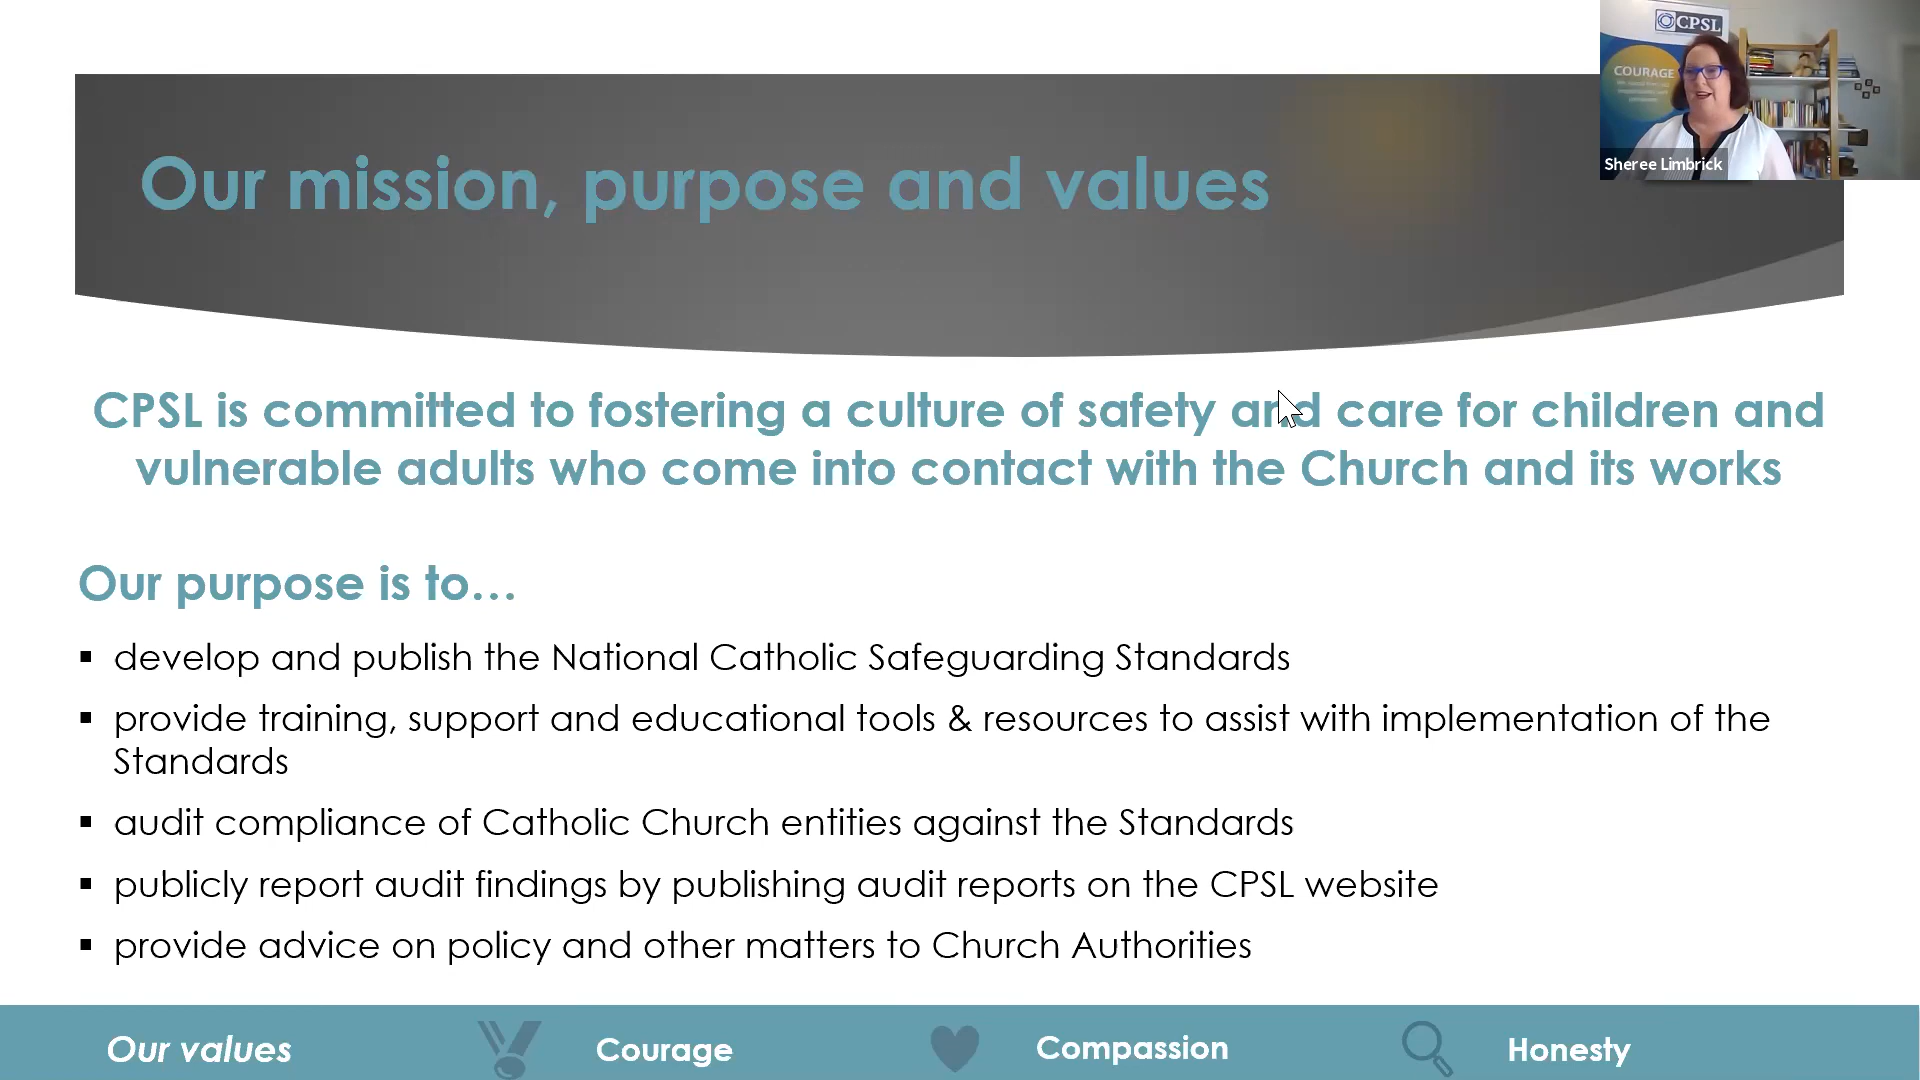 CPSL
COURAGE
Sheree Limbrick
Our mission, purpose and values
CPSL is committed to fostering a culture of safety and care for children and
vulnerable adults who come into contact with the Church and its works
Our purpose is to…
▪ develop and publish the National Catholic Safeguarding Standards
▪ provide training, support and educational tools & resources to assist with implementation of the
Standards
▪ audit compliance of Catholic Church entities against the Standards
▪ publicly report audit findings by publishing audit reports on the CPSL website
▪ provide advice on policy and other matters to Church Authorities
Our values Courage Compassion Honesty